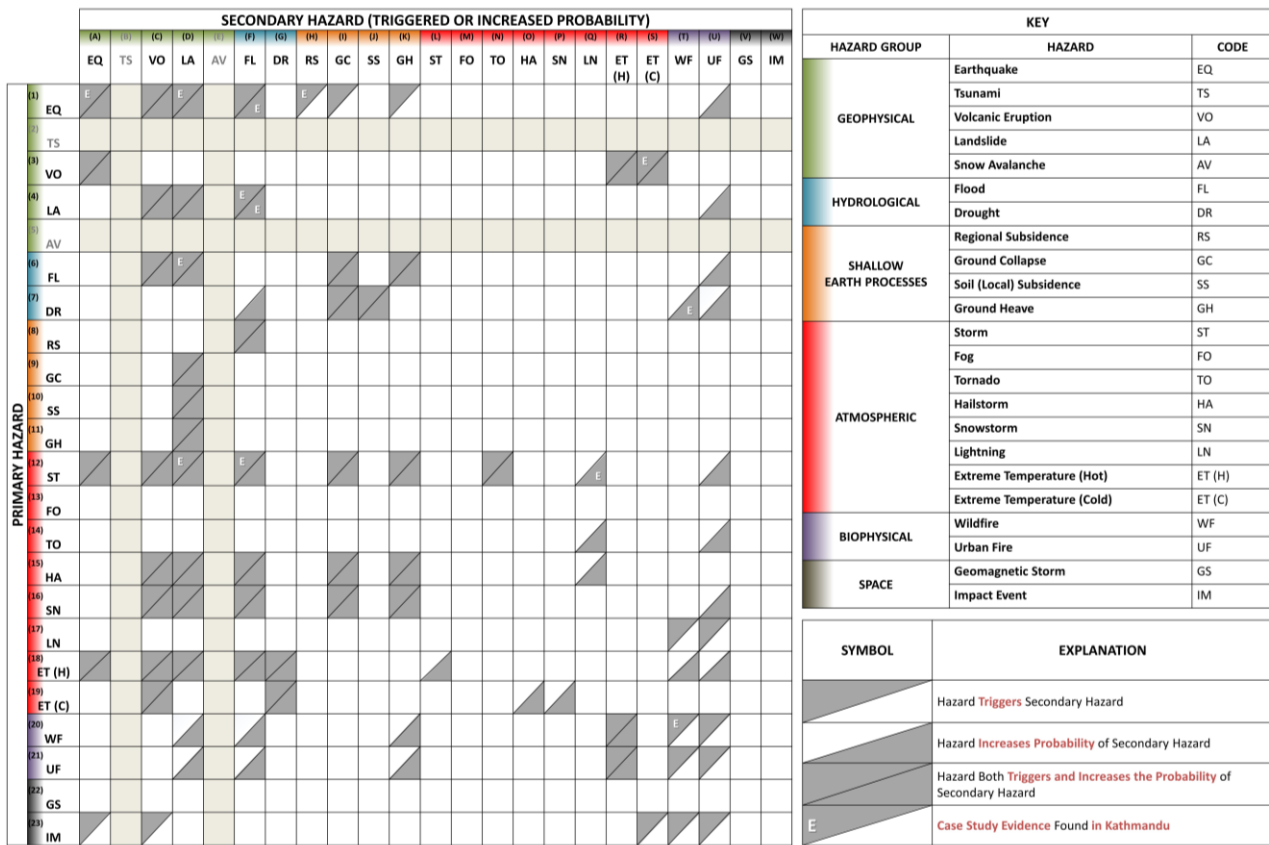 SECONDARY HAZARD (TRIGGERED OR INCREASED PROBABILITY)
(A) (B) (C) (D) (E) (F) (G) (H) (I) (J) (K) (L) (M) (N) (O) (P) (Q) (R) (S) (T) (U) (V) (W)
EQ TS VO LA AV FL DR RS GC SS GH ST FO TO HA SN LN ET (H) ET (C) WF UF GS IM
PRIMARY HAZARD
(1) EQ E E E E E
(2) TS
(3) VO E
(4) LA E E
(5) AV
(6) FL E
(7) DR E
(8) RS
(9) GC
(10) SS
(11) GH
(12) ST E E E
(13) FO
(14) TO
(15) HA
(16) SN
(17) LN
(18) ET (H)
(19) ET (C)
(20) WF E
(21) UF
(22) GS
(23) IM
KEY
HAZARD GROUP HAZARD CODE
GEOPHYSICAL
Earthquake EQ
Tsunami TS
Volcanic Eruption VO
Landslide LA
Snow Avalanche AV
HYDROLOGICAL
Flood FL
Drought DR
SHALLOW
EARTH PROCESSES
Regional Subsidence RS
Ground Collapse GC
Soil (Local) Subsidence SS
Ground Heave GH
ATMOSPHERIC
Storm ST
Fog FO
Tornado TO
Hailstorm HA
Snowstorm SN
Lightning LN
Extreme Temperature (Hot) ET (H)
Extreme Temperature (Cold) ET (C)
BIOPHYSICAL
Wildfire WF
Urban Fire UF
SPACE
Geomagnetic Storm GS
Impact Event IM
SYMBOL EXPLANATION
Hazard Triggers Secondary Hazard
Hazard Increases Probability of Secondary Hazard
Hazard Both Triggers and Increases the Probability of
Secondary Hazard
E Case Study Evidence Found in Kathmandu